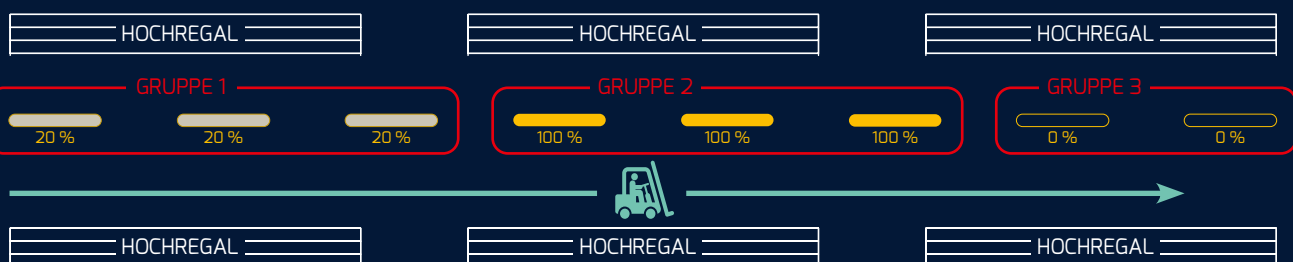 HOCHREGAL HOCHREGAL HOCHREGAL
GRUPPE 1 GRUPPE 2 GRUPPE 3
20 % 20 % 20 % 100 % 100 % 100 % 0 % 0 %
HOCHREGAL HOCHREGAL HOCHREGAL